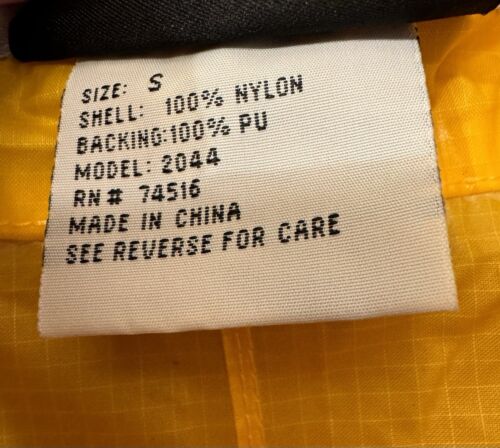 SIZE: S
SHELL: 100% NYLON
BACKING:100% PU
MODEL: 2044
RN# 74516
MADE IN CHINA
SEE REVERSE FOR CARE